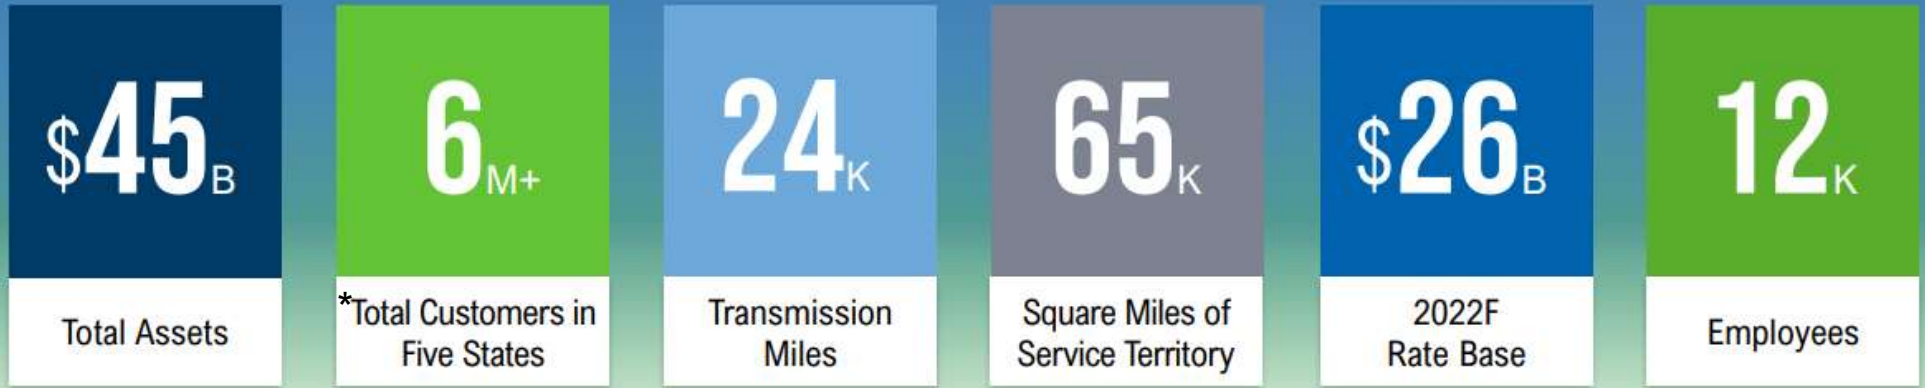 $45B
Total Assets
6M+
*Total Customers in
Five States
24K
Transmission
Miles
65K
Square Miles of
Service Territory
$26B
2022F
Rate Base
12K
Employees